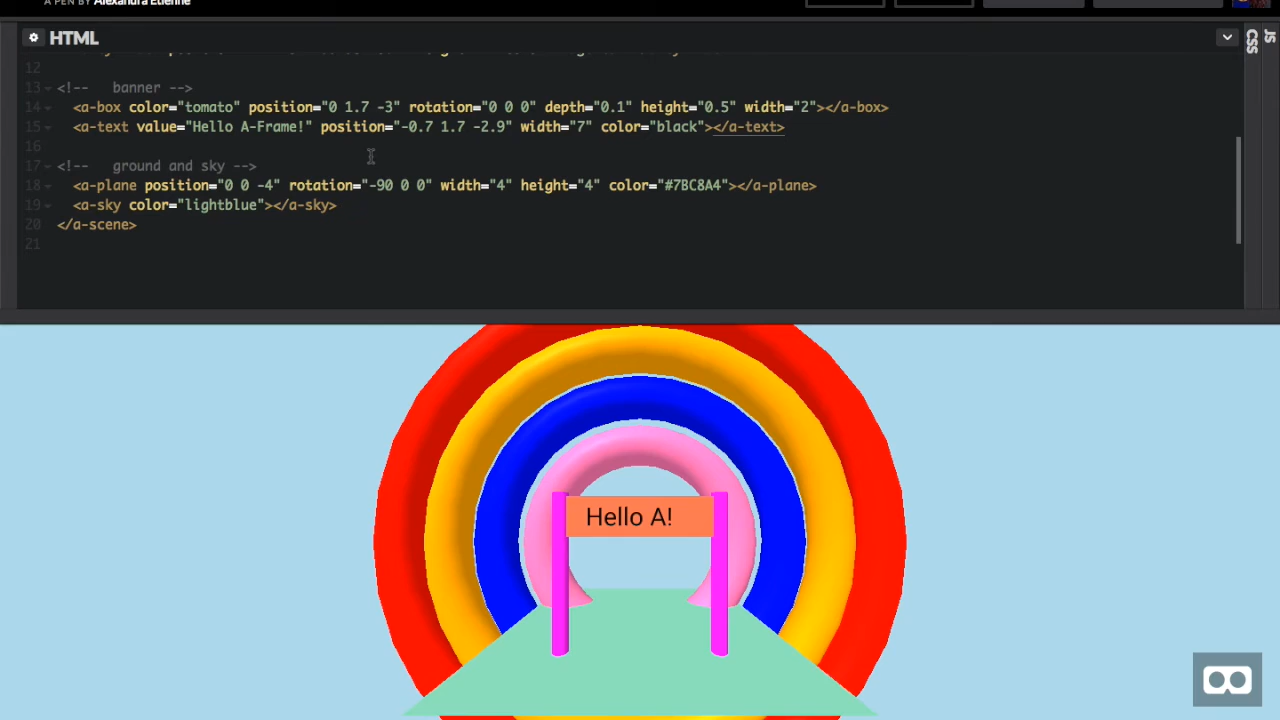 A PEN BY Alexandra Etienne
HTML
CSS
JS
12
13 <!-- banner -->
14 <a-box color="tomato" position="0 1.7 -3" rotation="0 0 0" depth="0.1" height="0.5" width="2"></a-box>
15 <a-text value="Hello A-Frame!" position="-0.7 1.7 -2.9" width="7" color="black"></a-text>
16
17 <!-- ground and sky -->
18 <a-plane position="0 0 -4" rotation="-90 0 0" width="4" height="4" color="#7BC8A4"></a-plane>
19 <a-sky color="lightblue"></a-sky>
20 </a-scene>
21
Hello A!